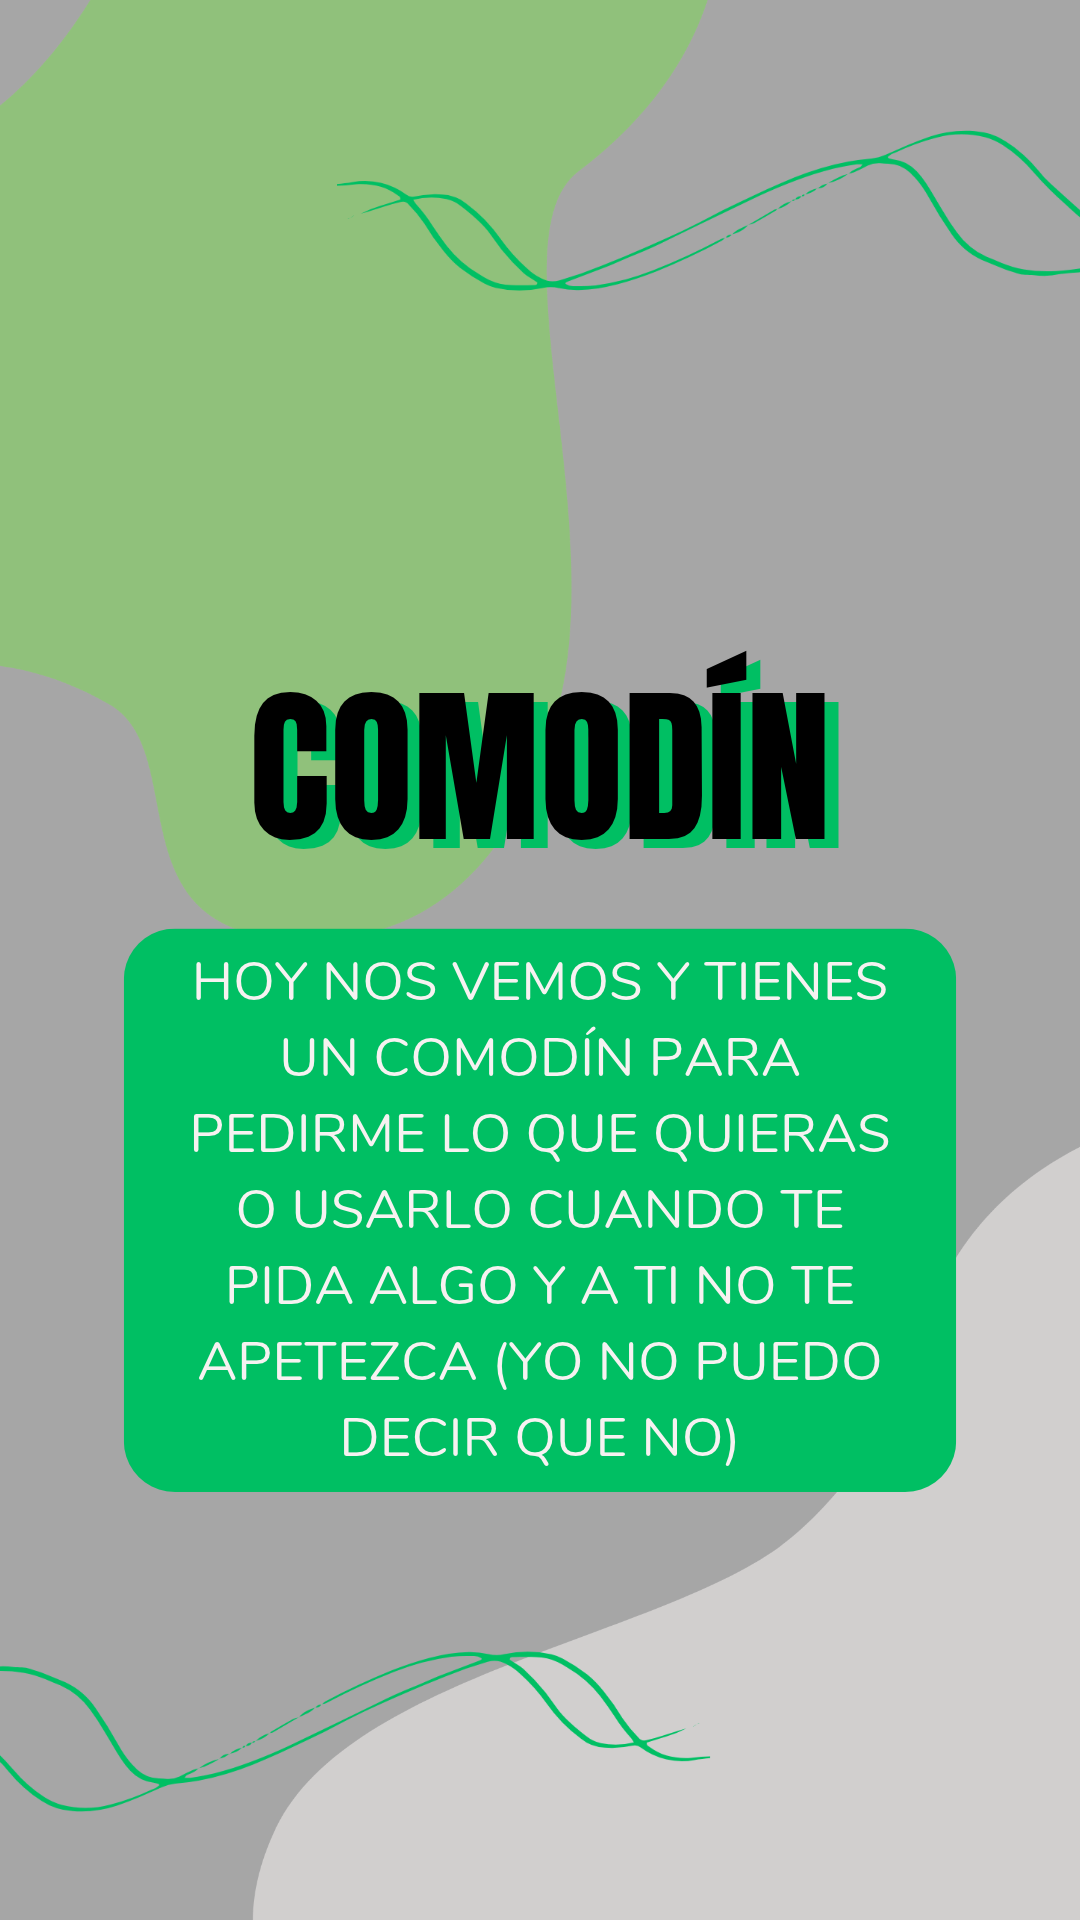 COMODÍN
HOY NOS VEMOS Y TIENES
UN COMODÍN PARA
PEDIRME LO QUE QUIERAS
O USARLO CUANDO TE
PIDA ALGO Y A TI NO TE
APETEZCA (YO NO PUEDO
DECIR QUE NO)